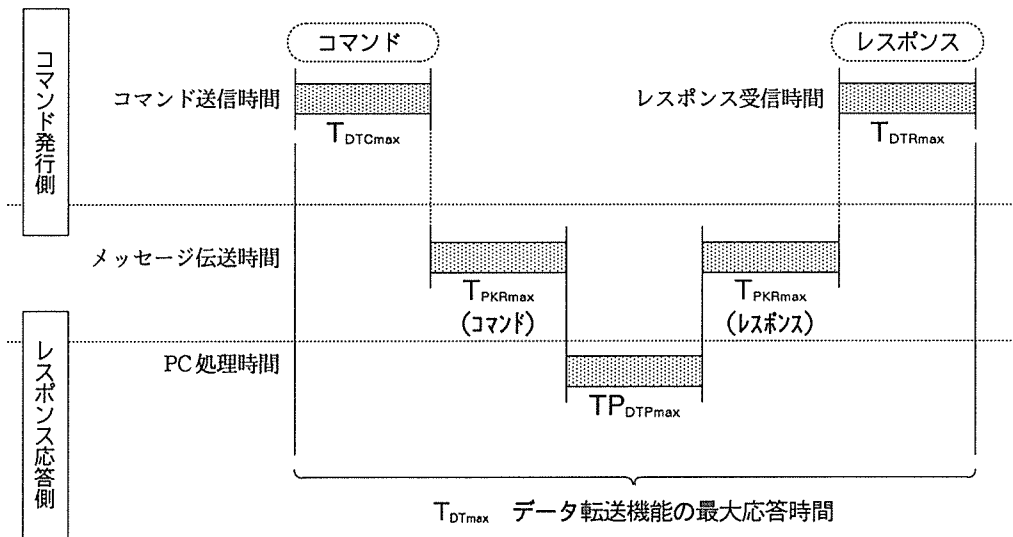 コマンド発行側
コマンド
レスポンス
コマンド送信時間
レスポンス受信時間
TDTCmax
TDTRmax
メッセージ伝送時間
TPKRmax
(コマンド)
TPKRmax
(レスポンス)
レスポンス応答側
PC処理時間
TPDTPmax
TDTmax データ転送機能の最大応答時間